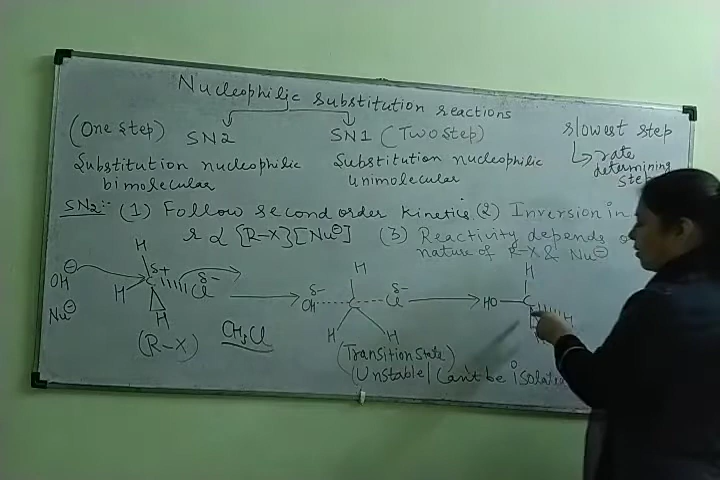 Nucleophilic substitution reactions
(One step) SN2 SN1 (Two step) slowest step
Substitution nucleophilic Substitution nucleophilic rate
bimolecular unimolecular determining
step
SN2:- (1) Follow second order kinetics (2) Inversion in
r α [R-X][Nu⊖] (3) Reactivity depends
nature of R-X & Nu⊖
H H H
OH⊖ C δ+ Cl δ- δ- OH C Cl δ- HO C
H H H
Nu⊖ H H H
(R-X) CH3Cl (Transition state)
(Unstable/Can't be isolated